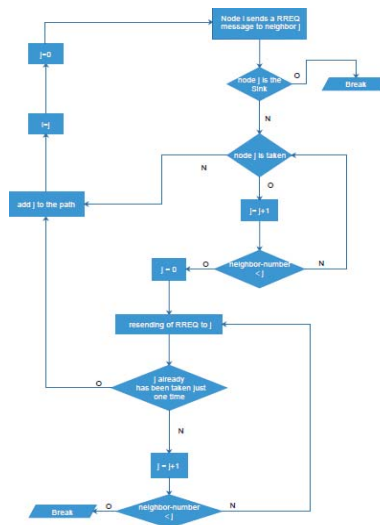 Node i sends a RREQ
message to neighbor j
j=0
node j is the
Sink
O
Break
N
i=j
node j is taken
N
O
add j to the path
j= j+1
j = 0
O
neighbor-number
< j
N
resending of RREQ to j
j already
has been taken just
one time
O
N
j = j+1
Break
O
neighbor-number
< j
N